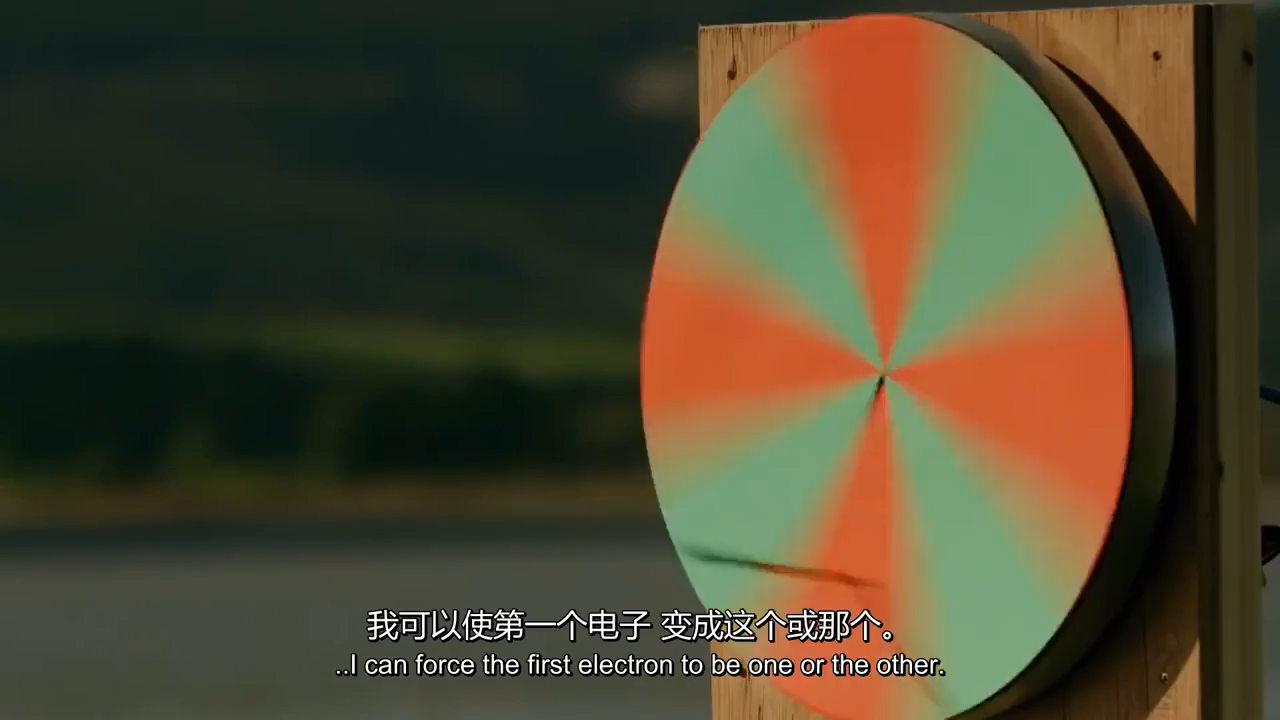 我可以使第一个电子 变成这个或那个。
..I can force the first electron to be one or the other.